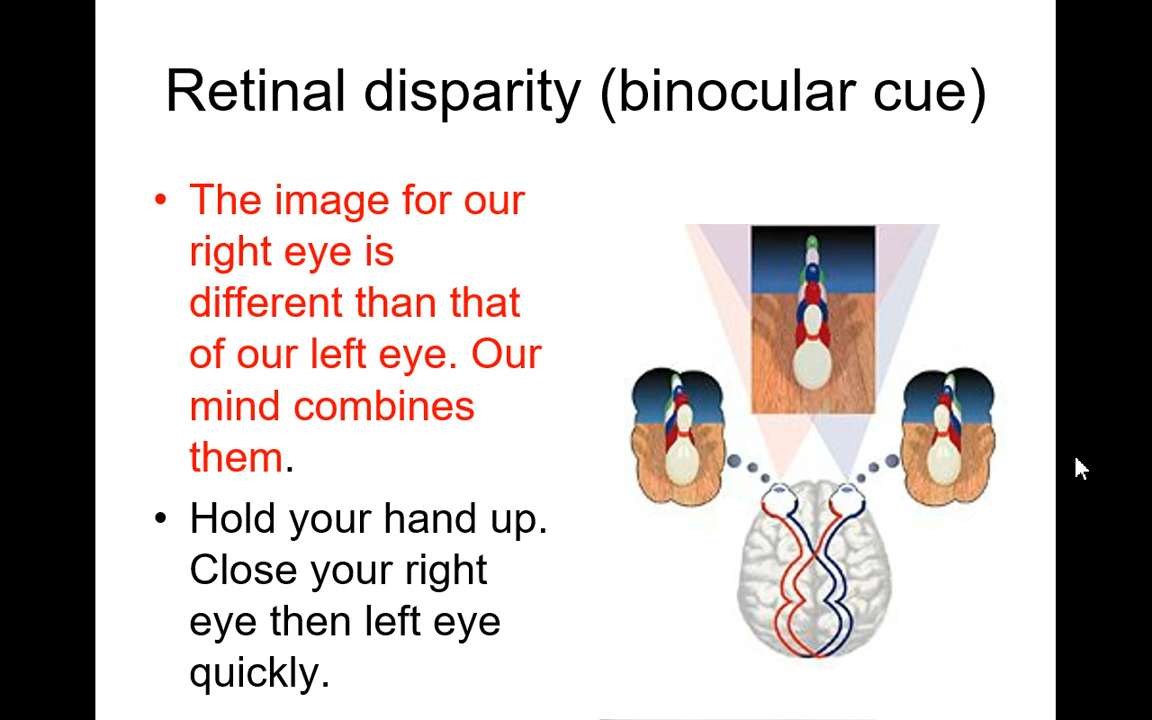 Retinal disparity (binocular cue)
• The image for our
right eye is
different than that
of our left eye. Our
mind combines
them.
• Hold your hand up.
Close your right
eye then left eye
quickly.